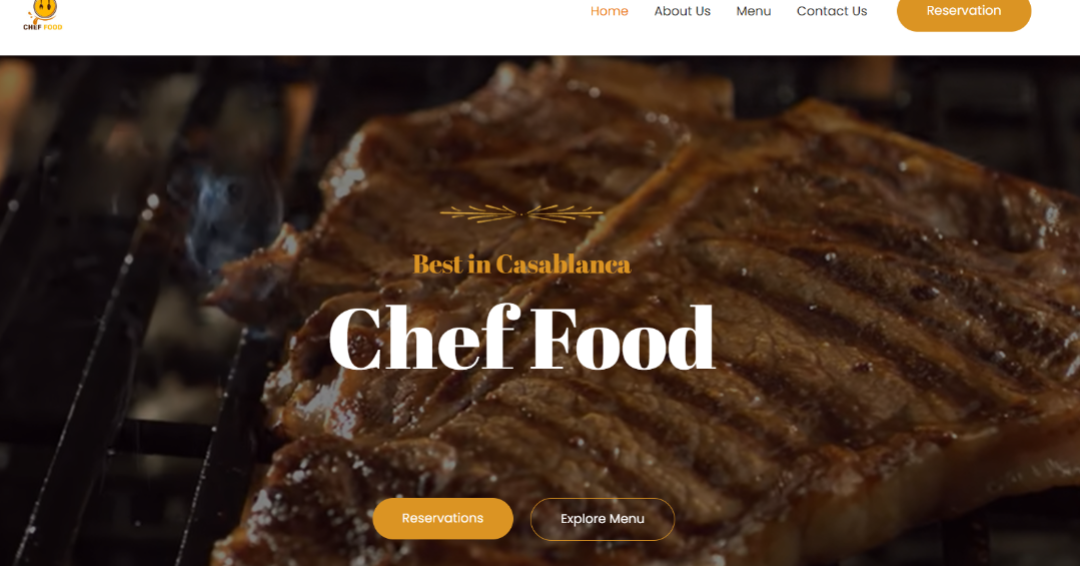 CHEF FOOD
Home About Us Menu Contact Us Reservation
Best in Casablanca
Chef Food
Reservations Explore Menu